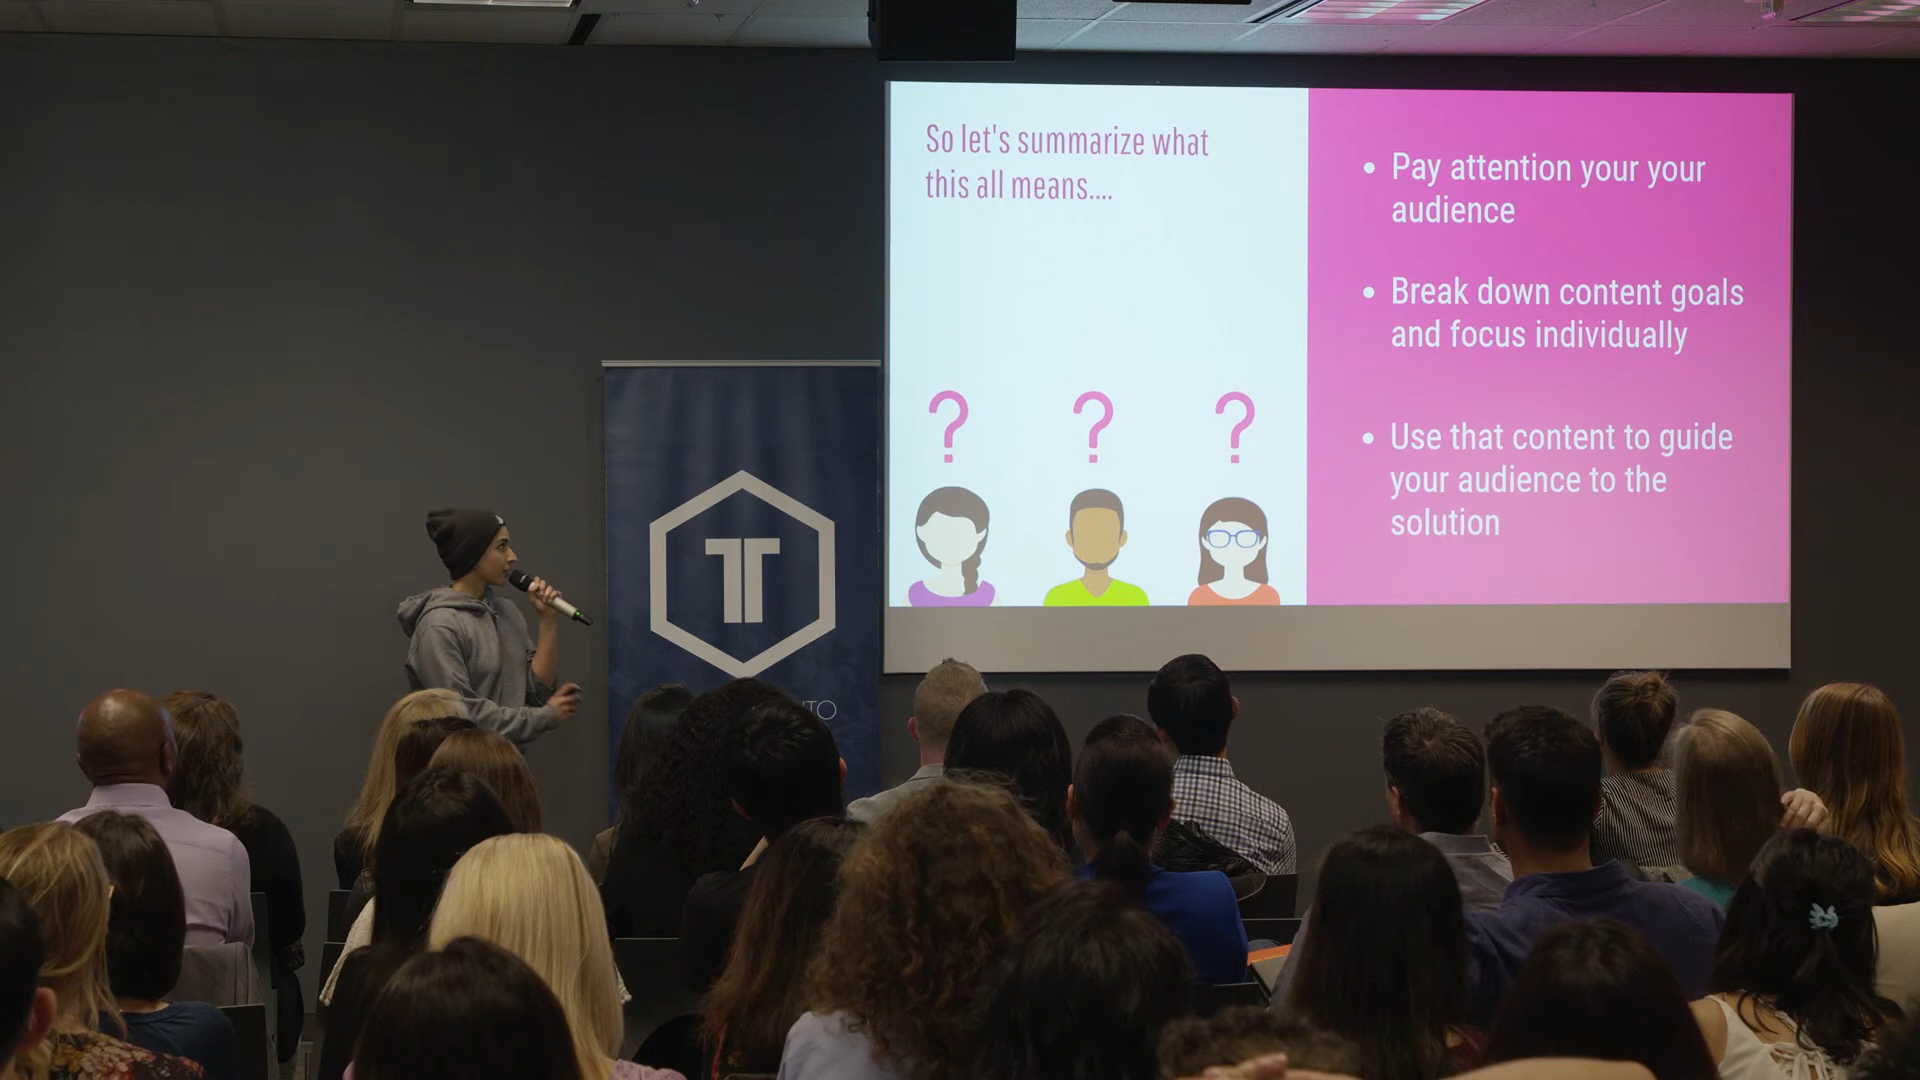 So let's summarize what
this all means....
? ? ?
• Pay attention your your
audience
• Break down content goals
and focus individually
• Use that content to guide
your audience to the
solution